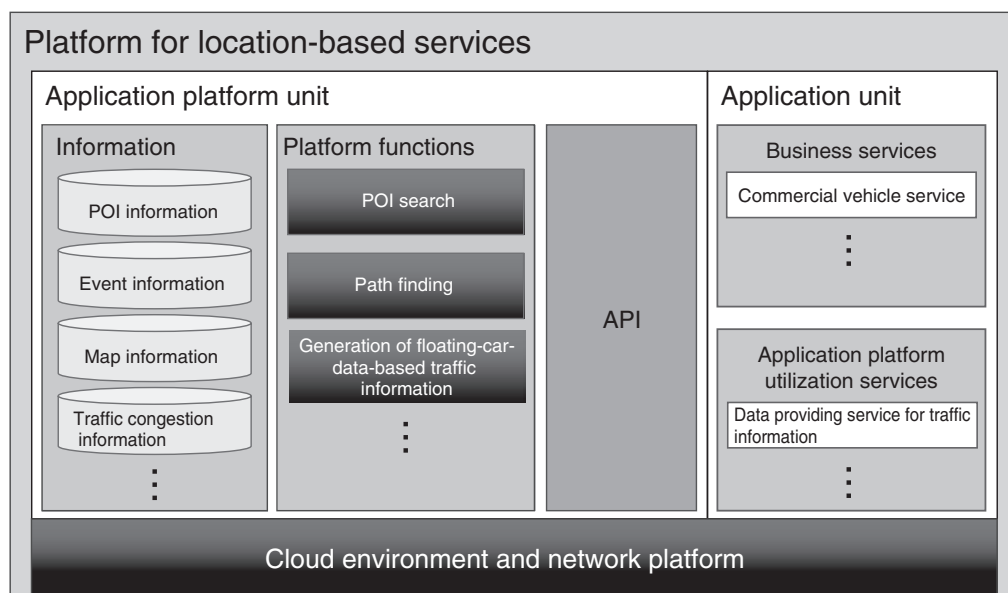 Platform for location-based services
Application platform unit
Information
POI information
Event information
Map information
Traffic congestion
information
Platform functions
POI search
Path finding
Generation of floating-car-
data-based traffic
information
API
Application unit
Business services
Commercial vehicle service
Application platform
utilization services
Data providing service for traffic
information
Cloud environment and network platform